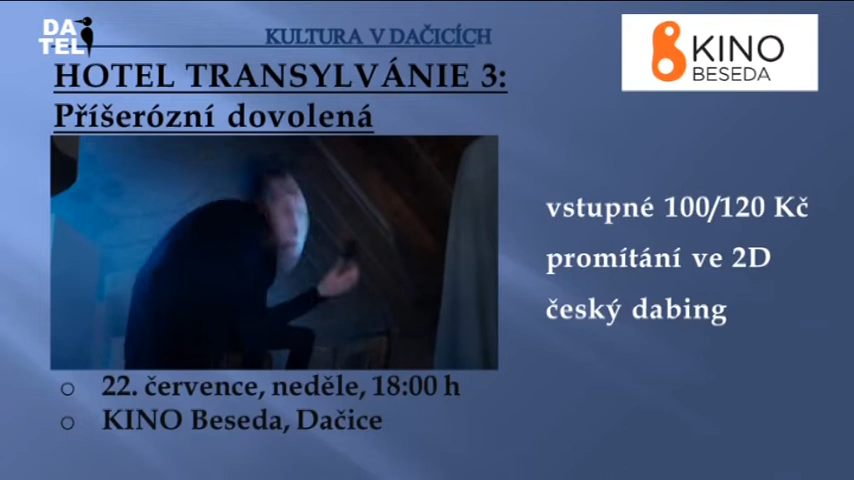 DA
TEL
KULTURA V DAČICÍCH
KINO
BESEDA
HOTEL TRANSYLVÁNIE 3:
Příšerózní dovolená
vstupné 100/120 Kč
promítání ve 2D
český dabing
22. července, neděle, 18:00 h
KINO Beseda, Dačice